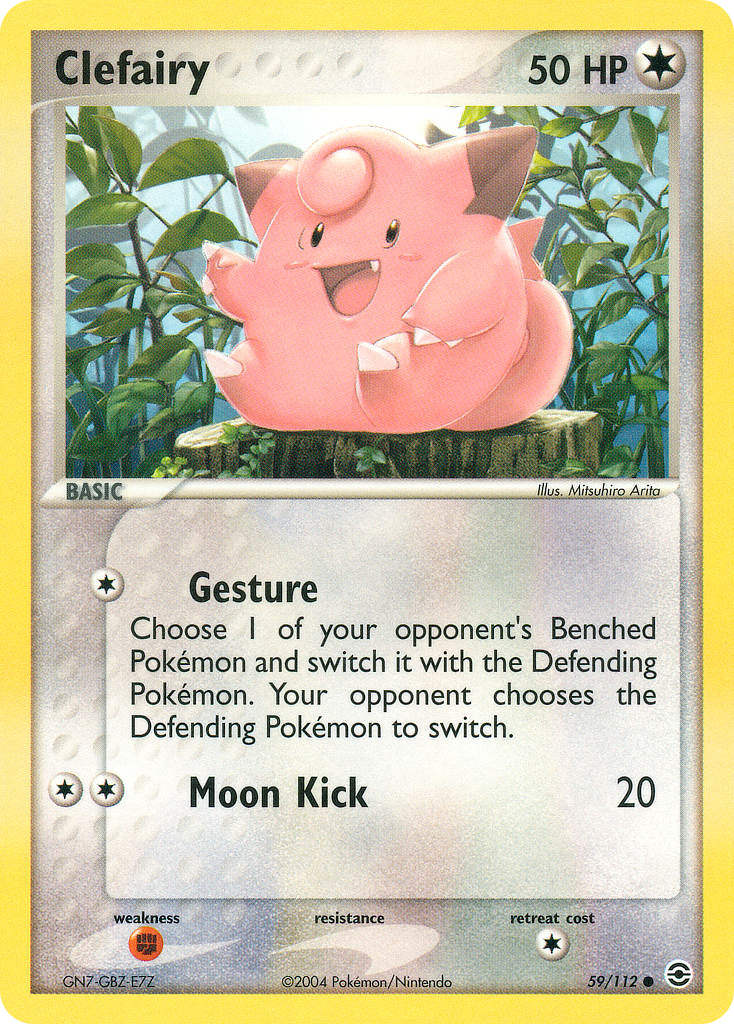 Clefairy
50 HP
BASIC
Illus. Mitsuhiro Arita
Gesture
Choose 1 of your opponent's Benched
Pokémon and switch it with the Defending
Pokémon. Your opponent chooses the
Defending Pokémon to switch.
Moon Kick 20
weakness resistance retreat cost
GN7-GBZ-E7Z ©2004 Pokémon/Nintendo 59/112